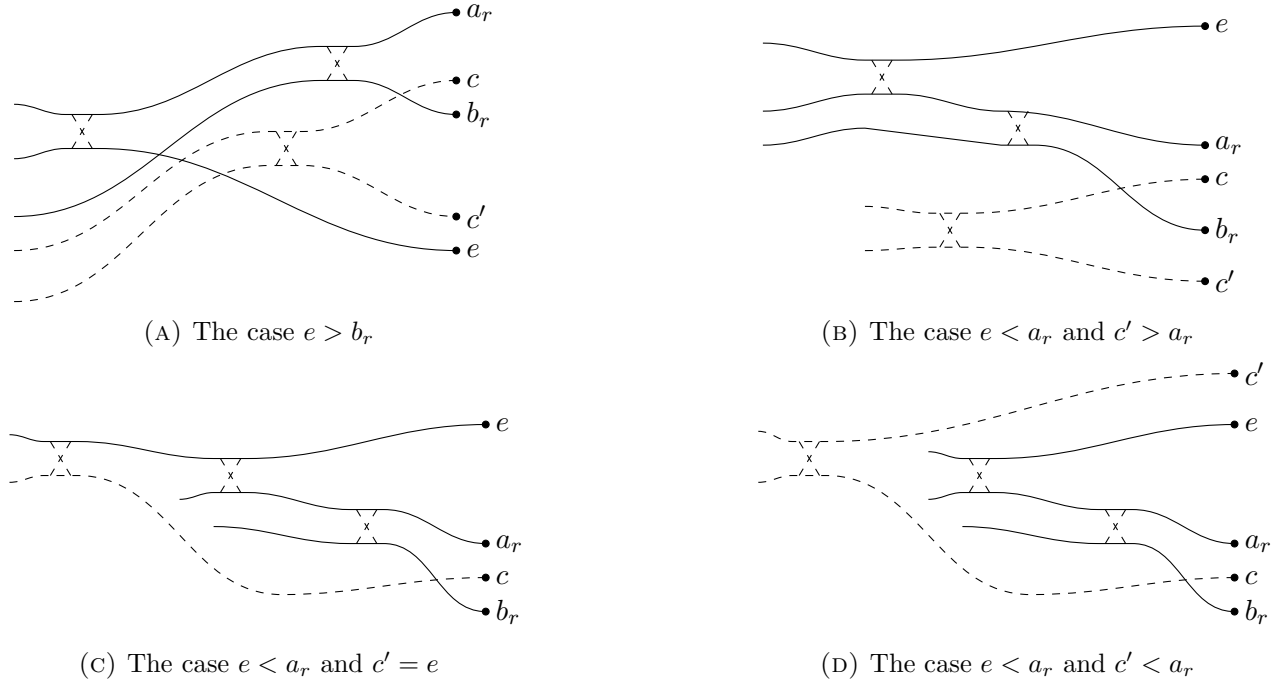 a_r
c
b_r
c'
e
(A) The case e > b_r
e
a_r
c
b_r
c'
(B) The case e < a_r and c' > a_r
e
a_r
c
b_r
(C) The case e < a_r and c' = e
c'
e
a_r
c
b_r
(D) The case e < a_r and c' < a_r